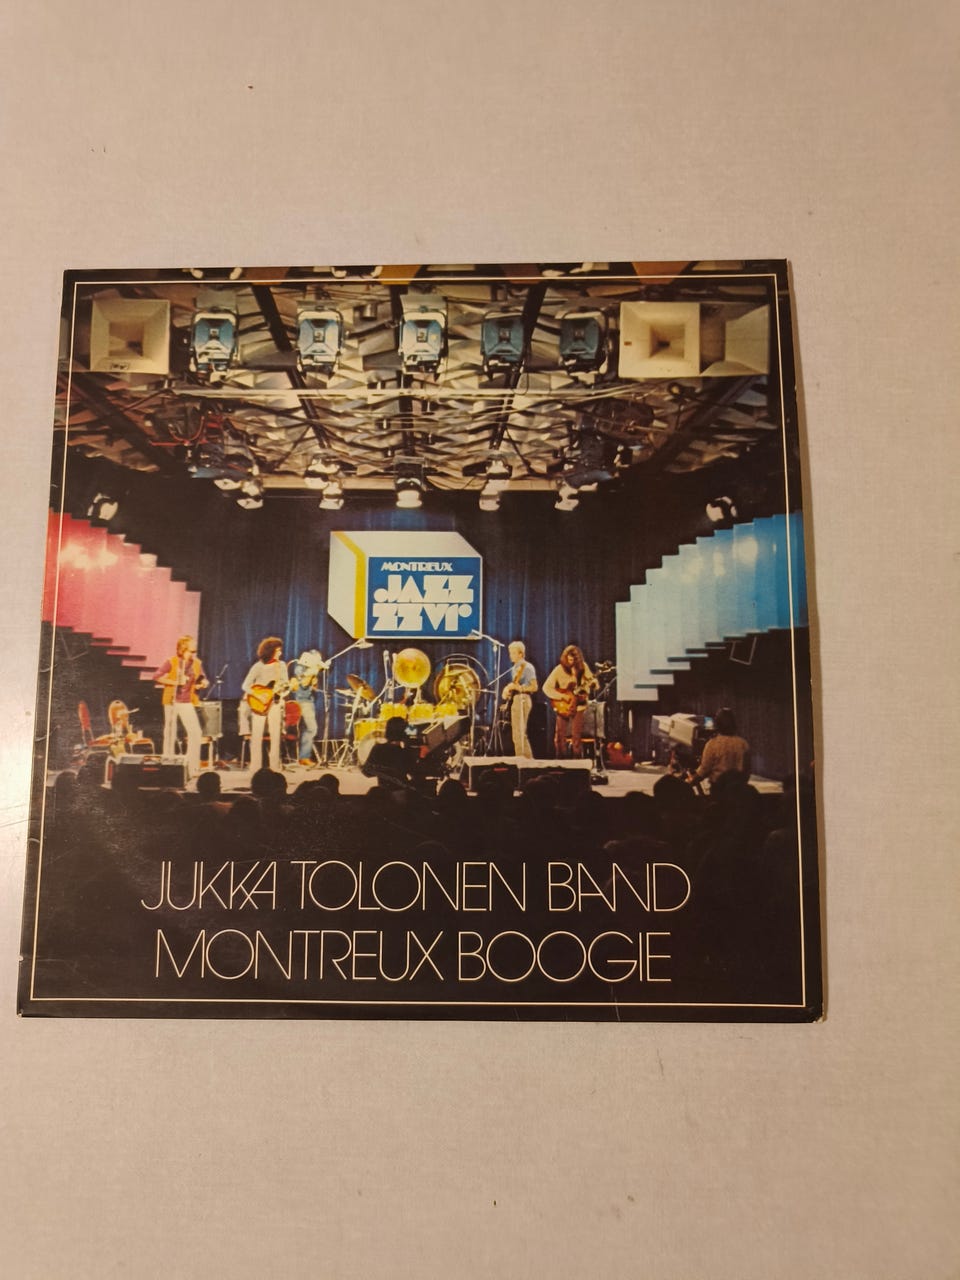 MONTREUX
JAZZ
JUKKA TOLONEN BAND
MONTREUX BOOGIE